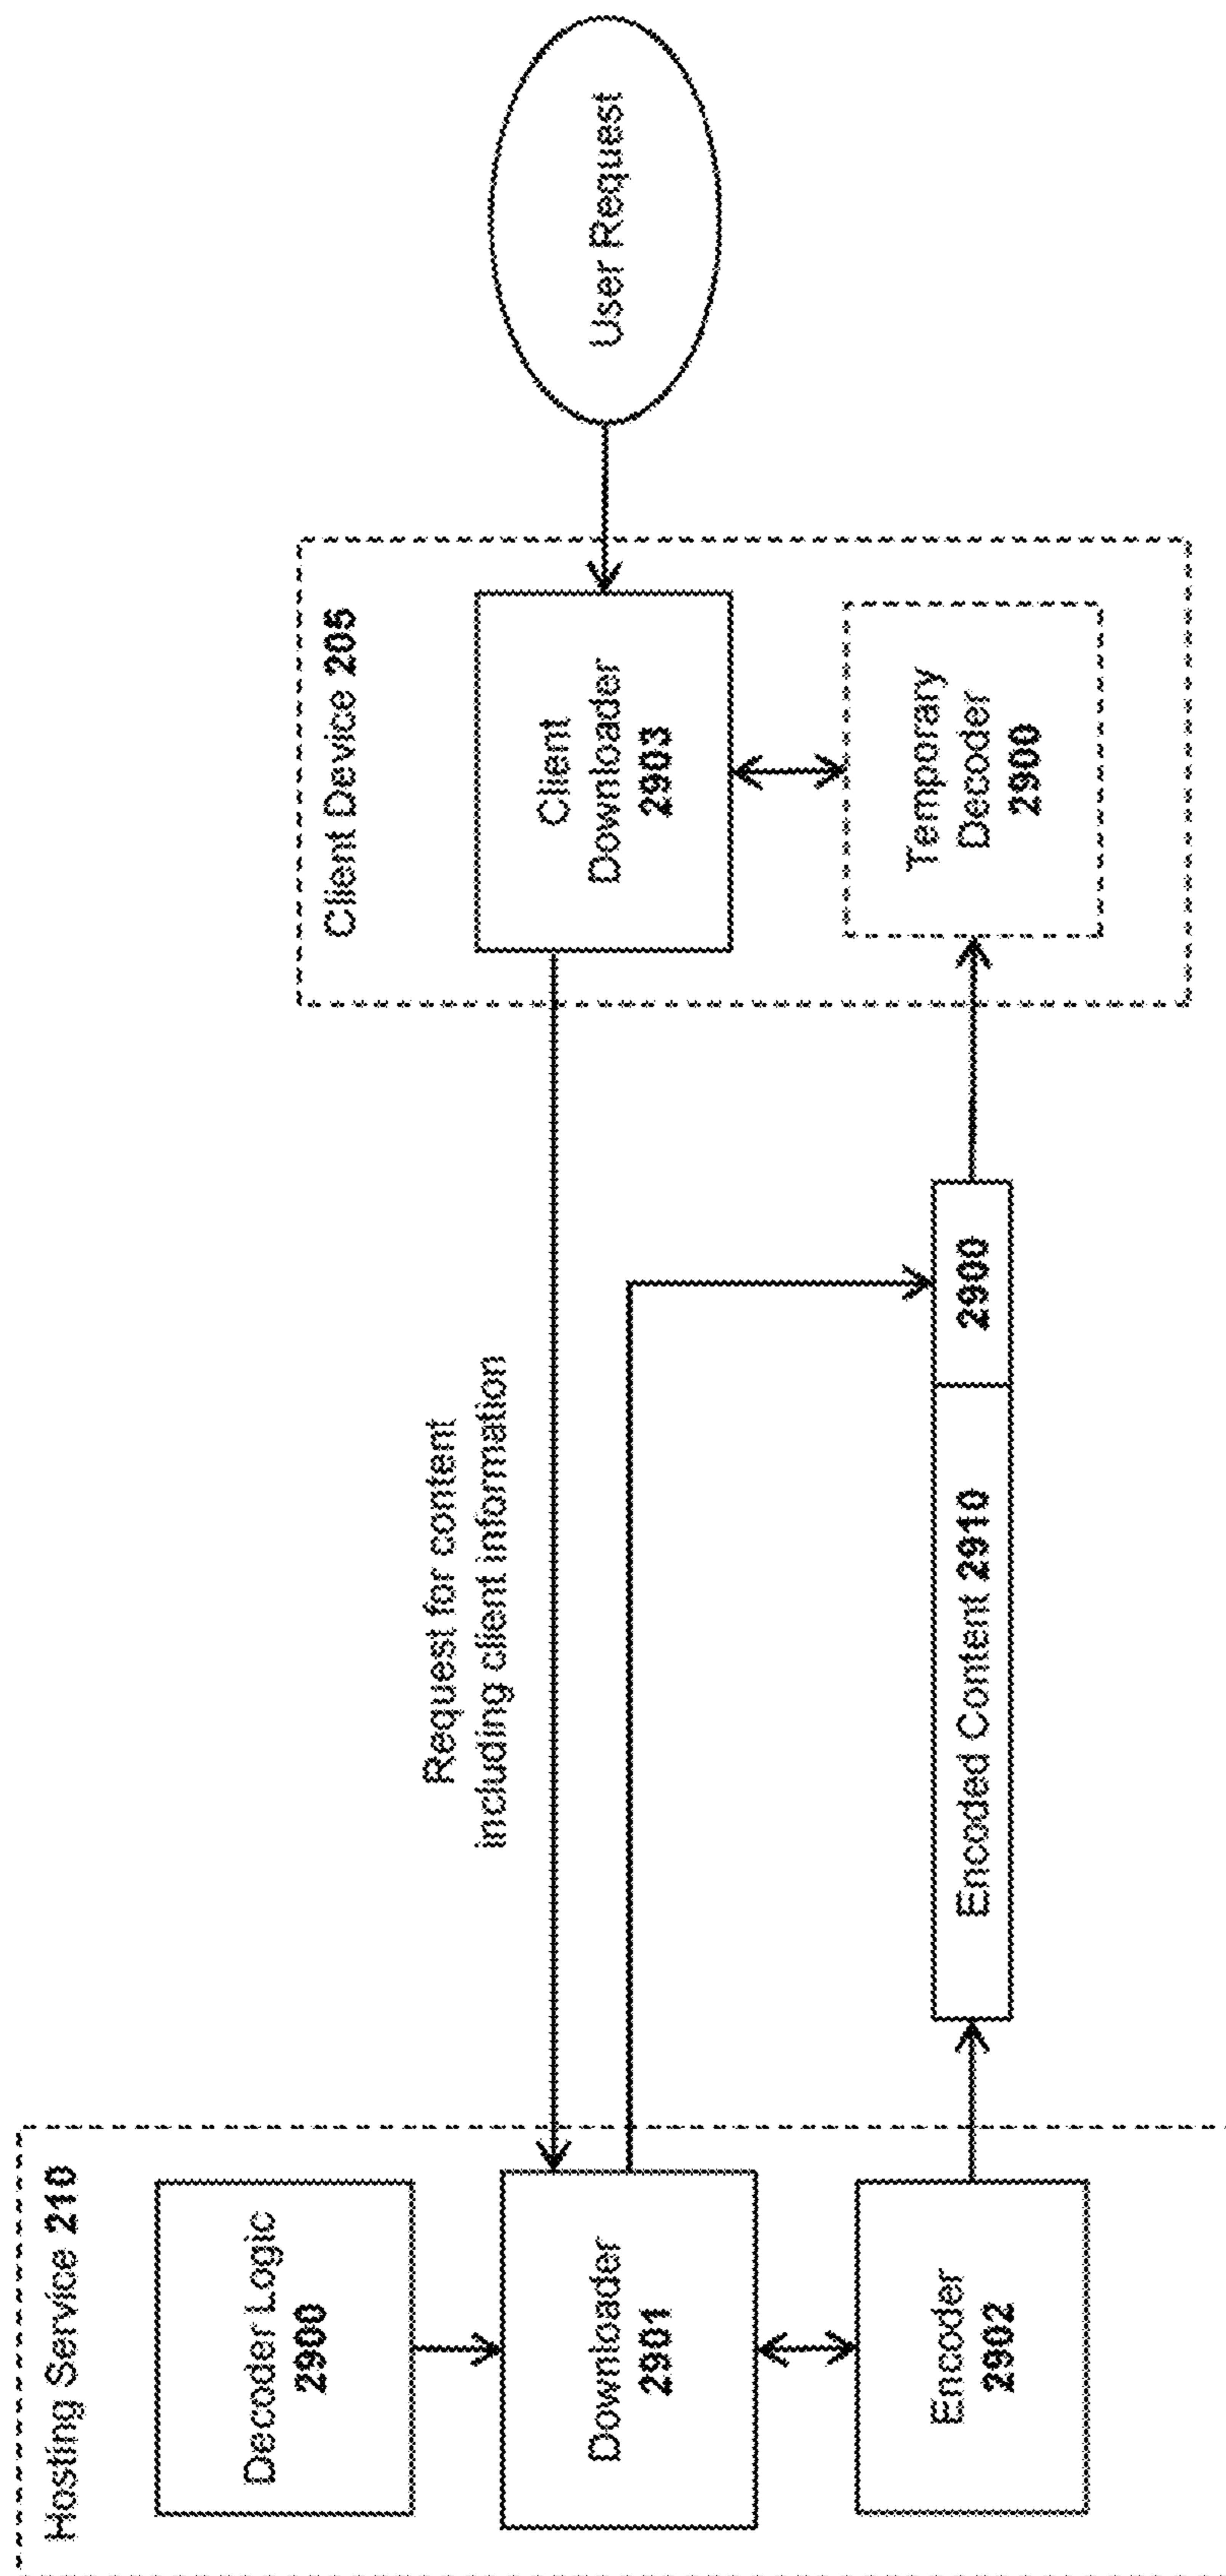 Hosting Service 210
Decoder Logic
2900
Downloader
2901
Encoder
2902
Request for content
including client information
Encoded Content 2910
2900
Client Device 205
Client
Downloader
2903
Temporary
Decoder
2900
User Request